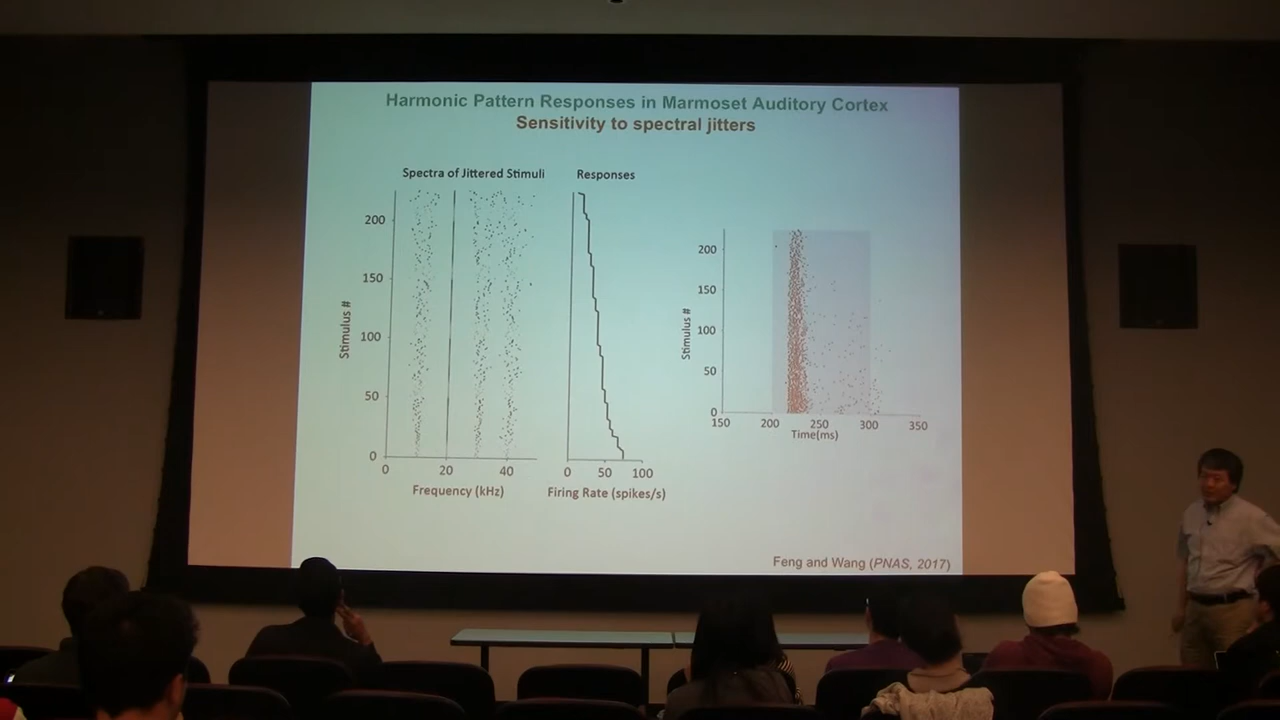 Harmonic Pattern Responses in Marmoset Auditory Cortex
Sensitivity to spectral jitters
Spectra of Jittered Stimuli
Responses
200
150
100
50
0
Stimulus #
0 20 40
Frequency (kHz)
0 50 100
Firing Rate (spikes/s)
200
150
100
50
0
Stimulus #
150 200 250 300 350
Time(ms)
Feng and Wang (PNAS, 2017)